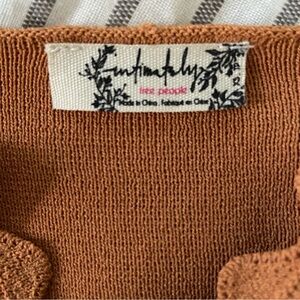 intimately
free people
Made in China. Fabriqué en Chine